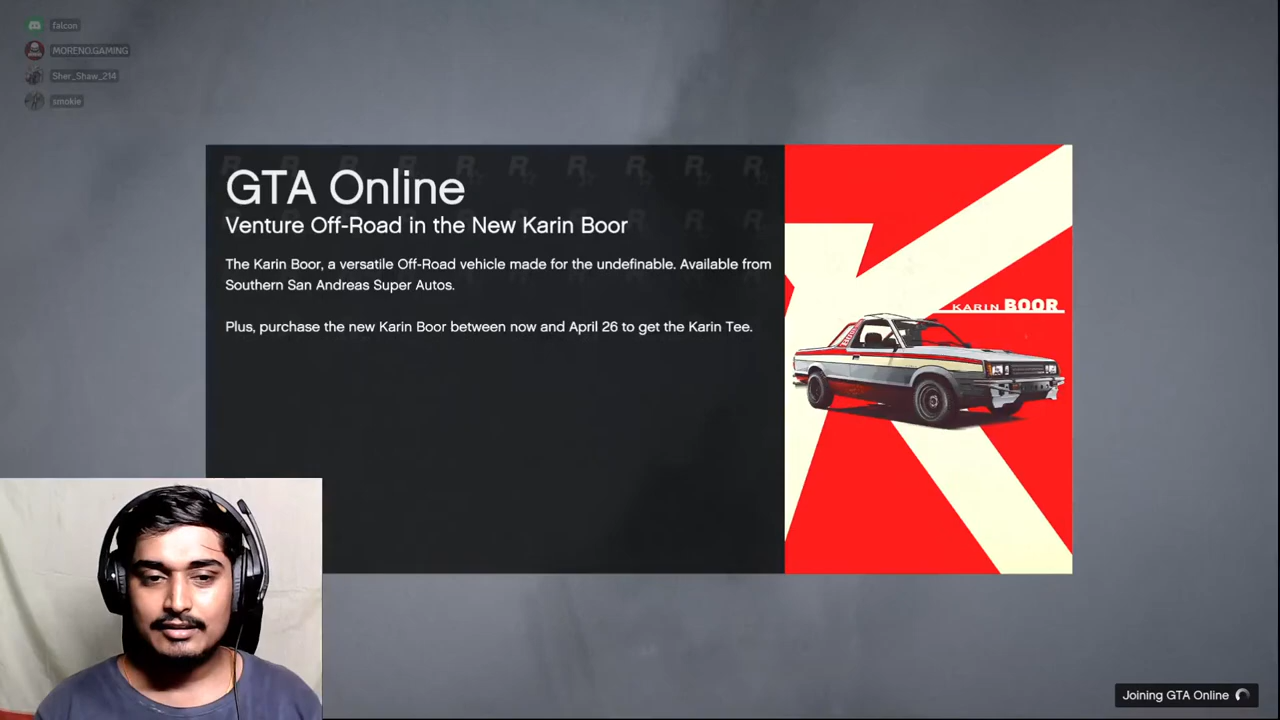 falcon
MORENO.GAMING
Sher_Shaw_214
smokie
GTA Online
Venture Off-Road in the New Karin Boor
The Karin Boor, a versatile Off-Road vehicle made for the undefinable. Available from
Southern San Andreas Super Autos.
Plus, purchase the new Karin Boor between now and April 26 to get the Karin Tee.
KARIN BOOR
Joining GTA Online